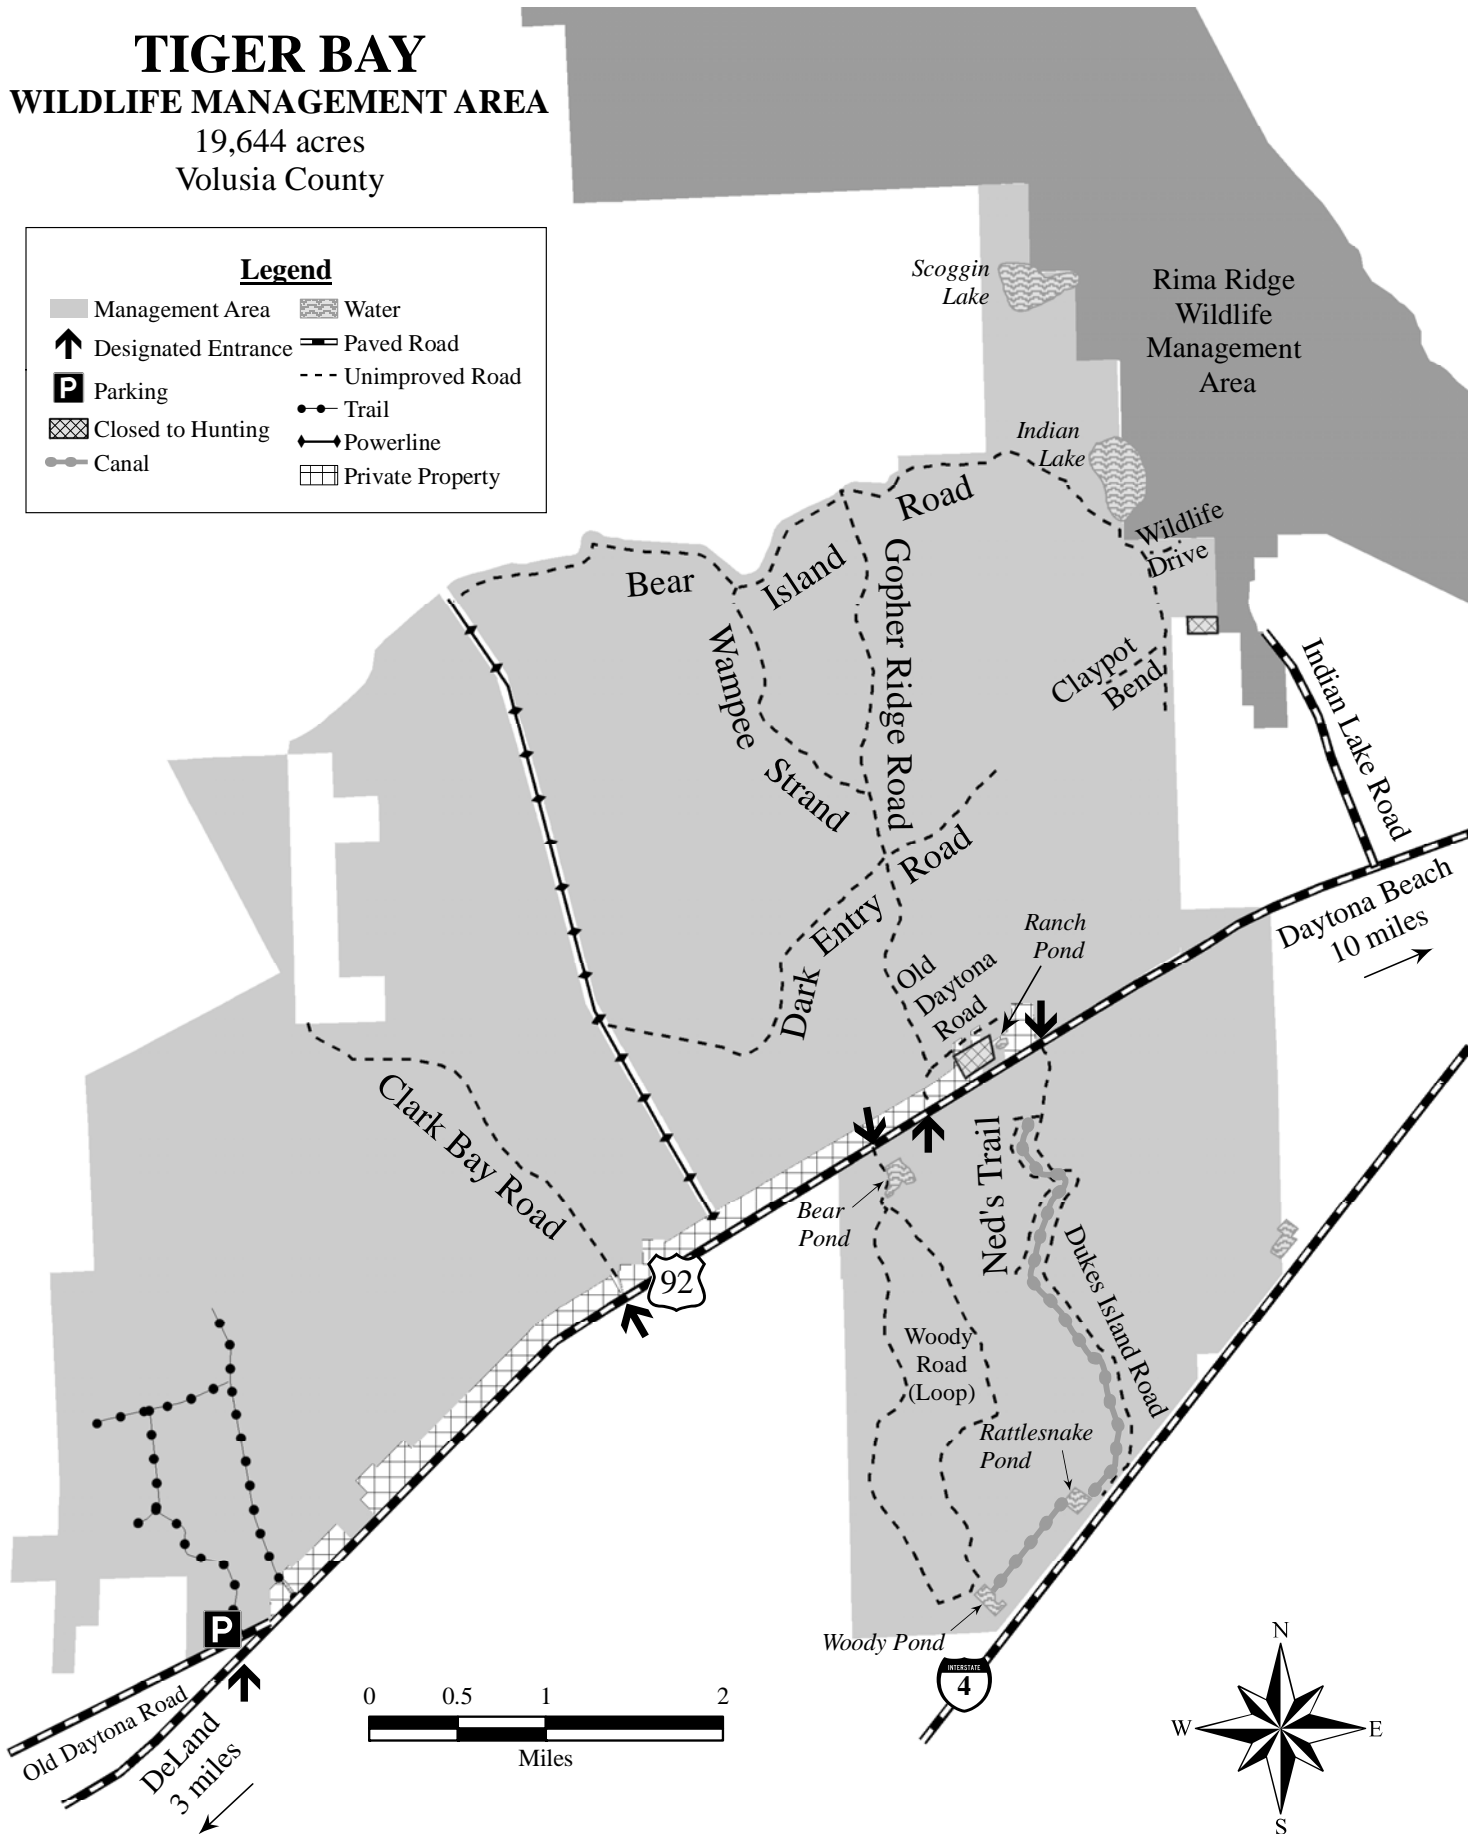 TIGER BAY
WILDLIFE MANAGEMENT AREA
19,644 acres
Volusia County
Legend
Management Area
Water
Designated Entrance
Paved Road
P
Parking
Unimproved Road
Trail
Closed to Hunting
Powerline
Canal
Private Property
Scoggin
Lake
Rima Ridge
Wildlife
Management
Area
Indian
Lake
Road
Wildlife
Drive
Bear
Island
Gopher Ridge Road
Wampee
Strand
Claypot
Bend
Indian Lake Road
Dark
Entry
Road
Daytona Beach
10 miles
Ranch
Pond
Old
Daytona
Road
Clark Bay Road
Ned's Trail
Bear
Pond
Dukes Island Road
92
Woody
Road
(Loop)
Rattlesnake
Pond
Woody Pond
P
INTERSTATE
4
Old Daytona Road
DeLand
3 miles
0 0.5 1 2
Miles
N
W
E
S